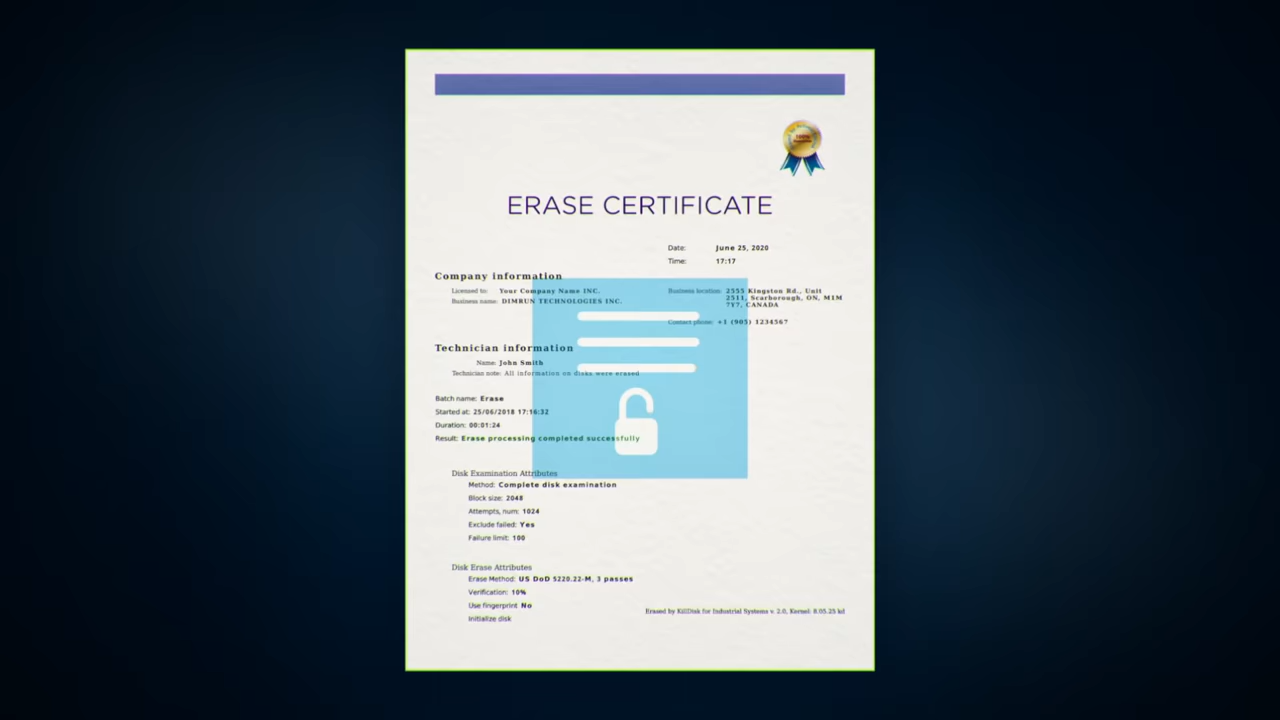 100%
ERASE CERTIFICATE
Date: June 25, 2020
Time: 17:17
Company information
Licensed to: Your Company Name INC.
Business name: DIMRUN TECHNOLOGIES INC.
Business location: 2555 Kingston Rd., Unit
2511, Scarborough, ON, M1M
7Y7, CANADA
Contact phone: +1 (905) 1234567
Technician information
Name: John Smith
Technician note: All information on disks were erased
Batch name: Erase
Started at: 25/06/2018 17:16:32
Duration: 00:01:24
Result: Erase processing completed successfully
Disk Examination Attributes
Method: Complete disk examination
Block size: 2048
Attempts, num: 1024
Exclude failed: Yes
Failure limit: 100
Disk Erase Attributes
Erase Method: US DoD 5220.22-M, 3 passes
Verification: 10%
Use fingerprint No
Initialize disk
Erased by KillDisk for Industrial Systems v. 2.0, Kernel: 8.05.25 kd